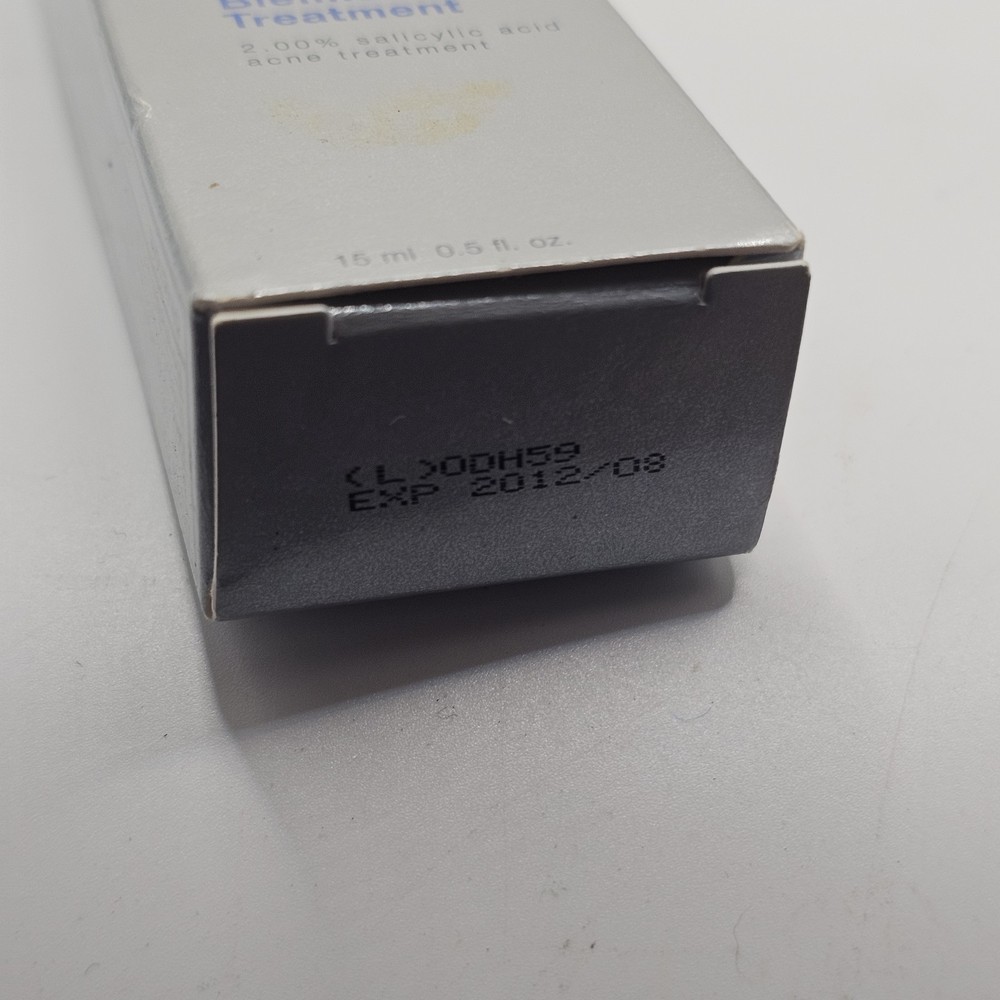 Treatment
2.00% salicylic acid
acne treatment
15 ml 0.5 fl. oz.
(L)0DH59
EXP 2012/08